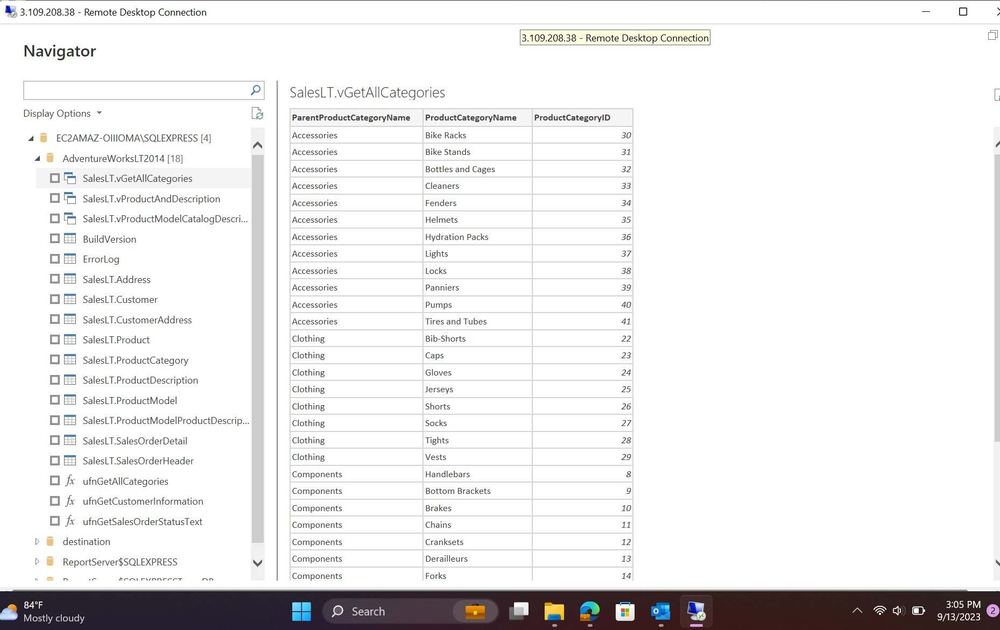 3.109.208.38 - Remote Desktop Connection
3.109.208.38 - Remote Desktop Connection
Navigator
Display Options
EC2AMAZ-OIIIOMA\SQLEXPRESS [4]
AdventureWorksLT2014 [18]
SalesLT.vGetAllCategories
SalesLT.vProductAndDescription
SalesLT.vProductModelCatalogDescri...
BuildVersion
ErrorLog
SalesLT.Address
SalesLT.Customer
SalesLT.CustomerAddress
SalesLT.Product
SalesLT.ProductCategory
SalesLT.ProductDescription
SalesLT.ProductModel
SalesLT.ProductModelProductDescrip...
SalesLT.SalesOrderDetail
SalesLT.SalesOrderHeader
fx ufnGetAllCategories
fx ufnGetCustomerInformation
fx ufnGetSalesOrderStatusText
destination
ReportServer$SQLEXPRESS
SalesLT.vGetAllCategories
ParentProductCategoryName ProductCategoryName ProductCategoryID
Accessories Bike Racks 30
Accessories Bike Stands 31
Accessories Bottles and Cages 32
Accessories Cleaners 33
Accessories Fenders 34
Accessories Helmets 35
Accessories Hydration Packs 36
Accessories Lights 37
Accessories Locks 38
Accessories Panniers 39
Accessories Pumps 40
Accessories Tires and Tubes 41
Clothing Bib-Shorts 22
Clothing Caps 23
Clothing Gloves 24
Clothing Jerseys 25
Clothing Shorts 26
Clothing Socks 27
Clothing Tights 28
Clothing Vests 29
Components Handlebars 8
Components Bottom Brackets 9
Components Brakes 10
Components Chains 11
Components Cranksets 12
Components Derailleurs 13
Components Forks 14
84°F
Mostly cloudy
Search
3:05 PM
9/13/2023
2